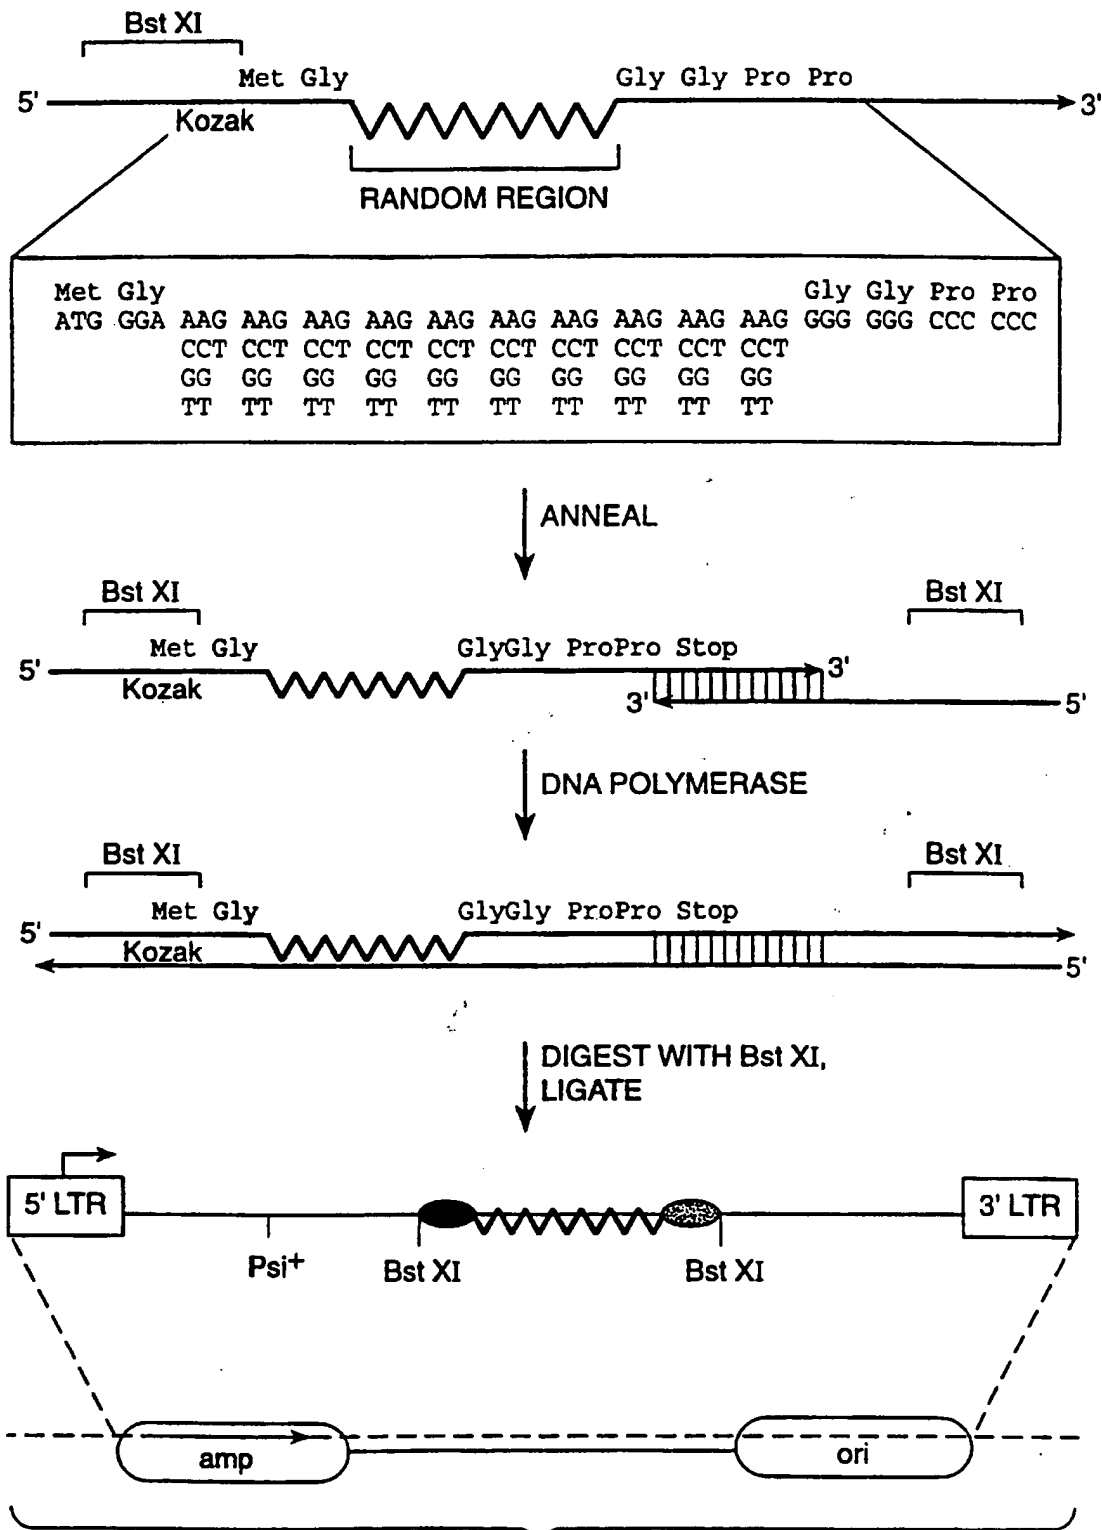 Bst XI
Met Gly
Gly Gly Pro Pro
5'
3'
Kozak
RANDOM REGION
Met Gly Gly Gly Pro Pro
ATG GGA AAG AAG AAG AAG AAG AAG AAG AAG AAG AAG GGG GGG CCC CCC
CCT CCT CCT CCT CCT CCT CCT CCT CCT CCT
GG GG GG GG GG GG GG GG GG GG
TT TT TT TT TT TT TT TT TT TT
ANNEAL
Bst XI
Bst XI
Met Gly
GlyGly ProPro Stop
5'
3'
Kozak
3'
5'
DNA POLYMERASE
Bst XI
Bst XI
Met Gly
GlyGly ProPro Stop
5'
Kozak
5'
DIGEST WITH Bst XI,
LIGATE
5' LTR
3' LTR
Psi+
Bst XI
Bst XI
amp
ori